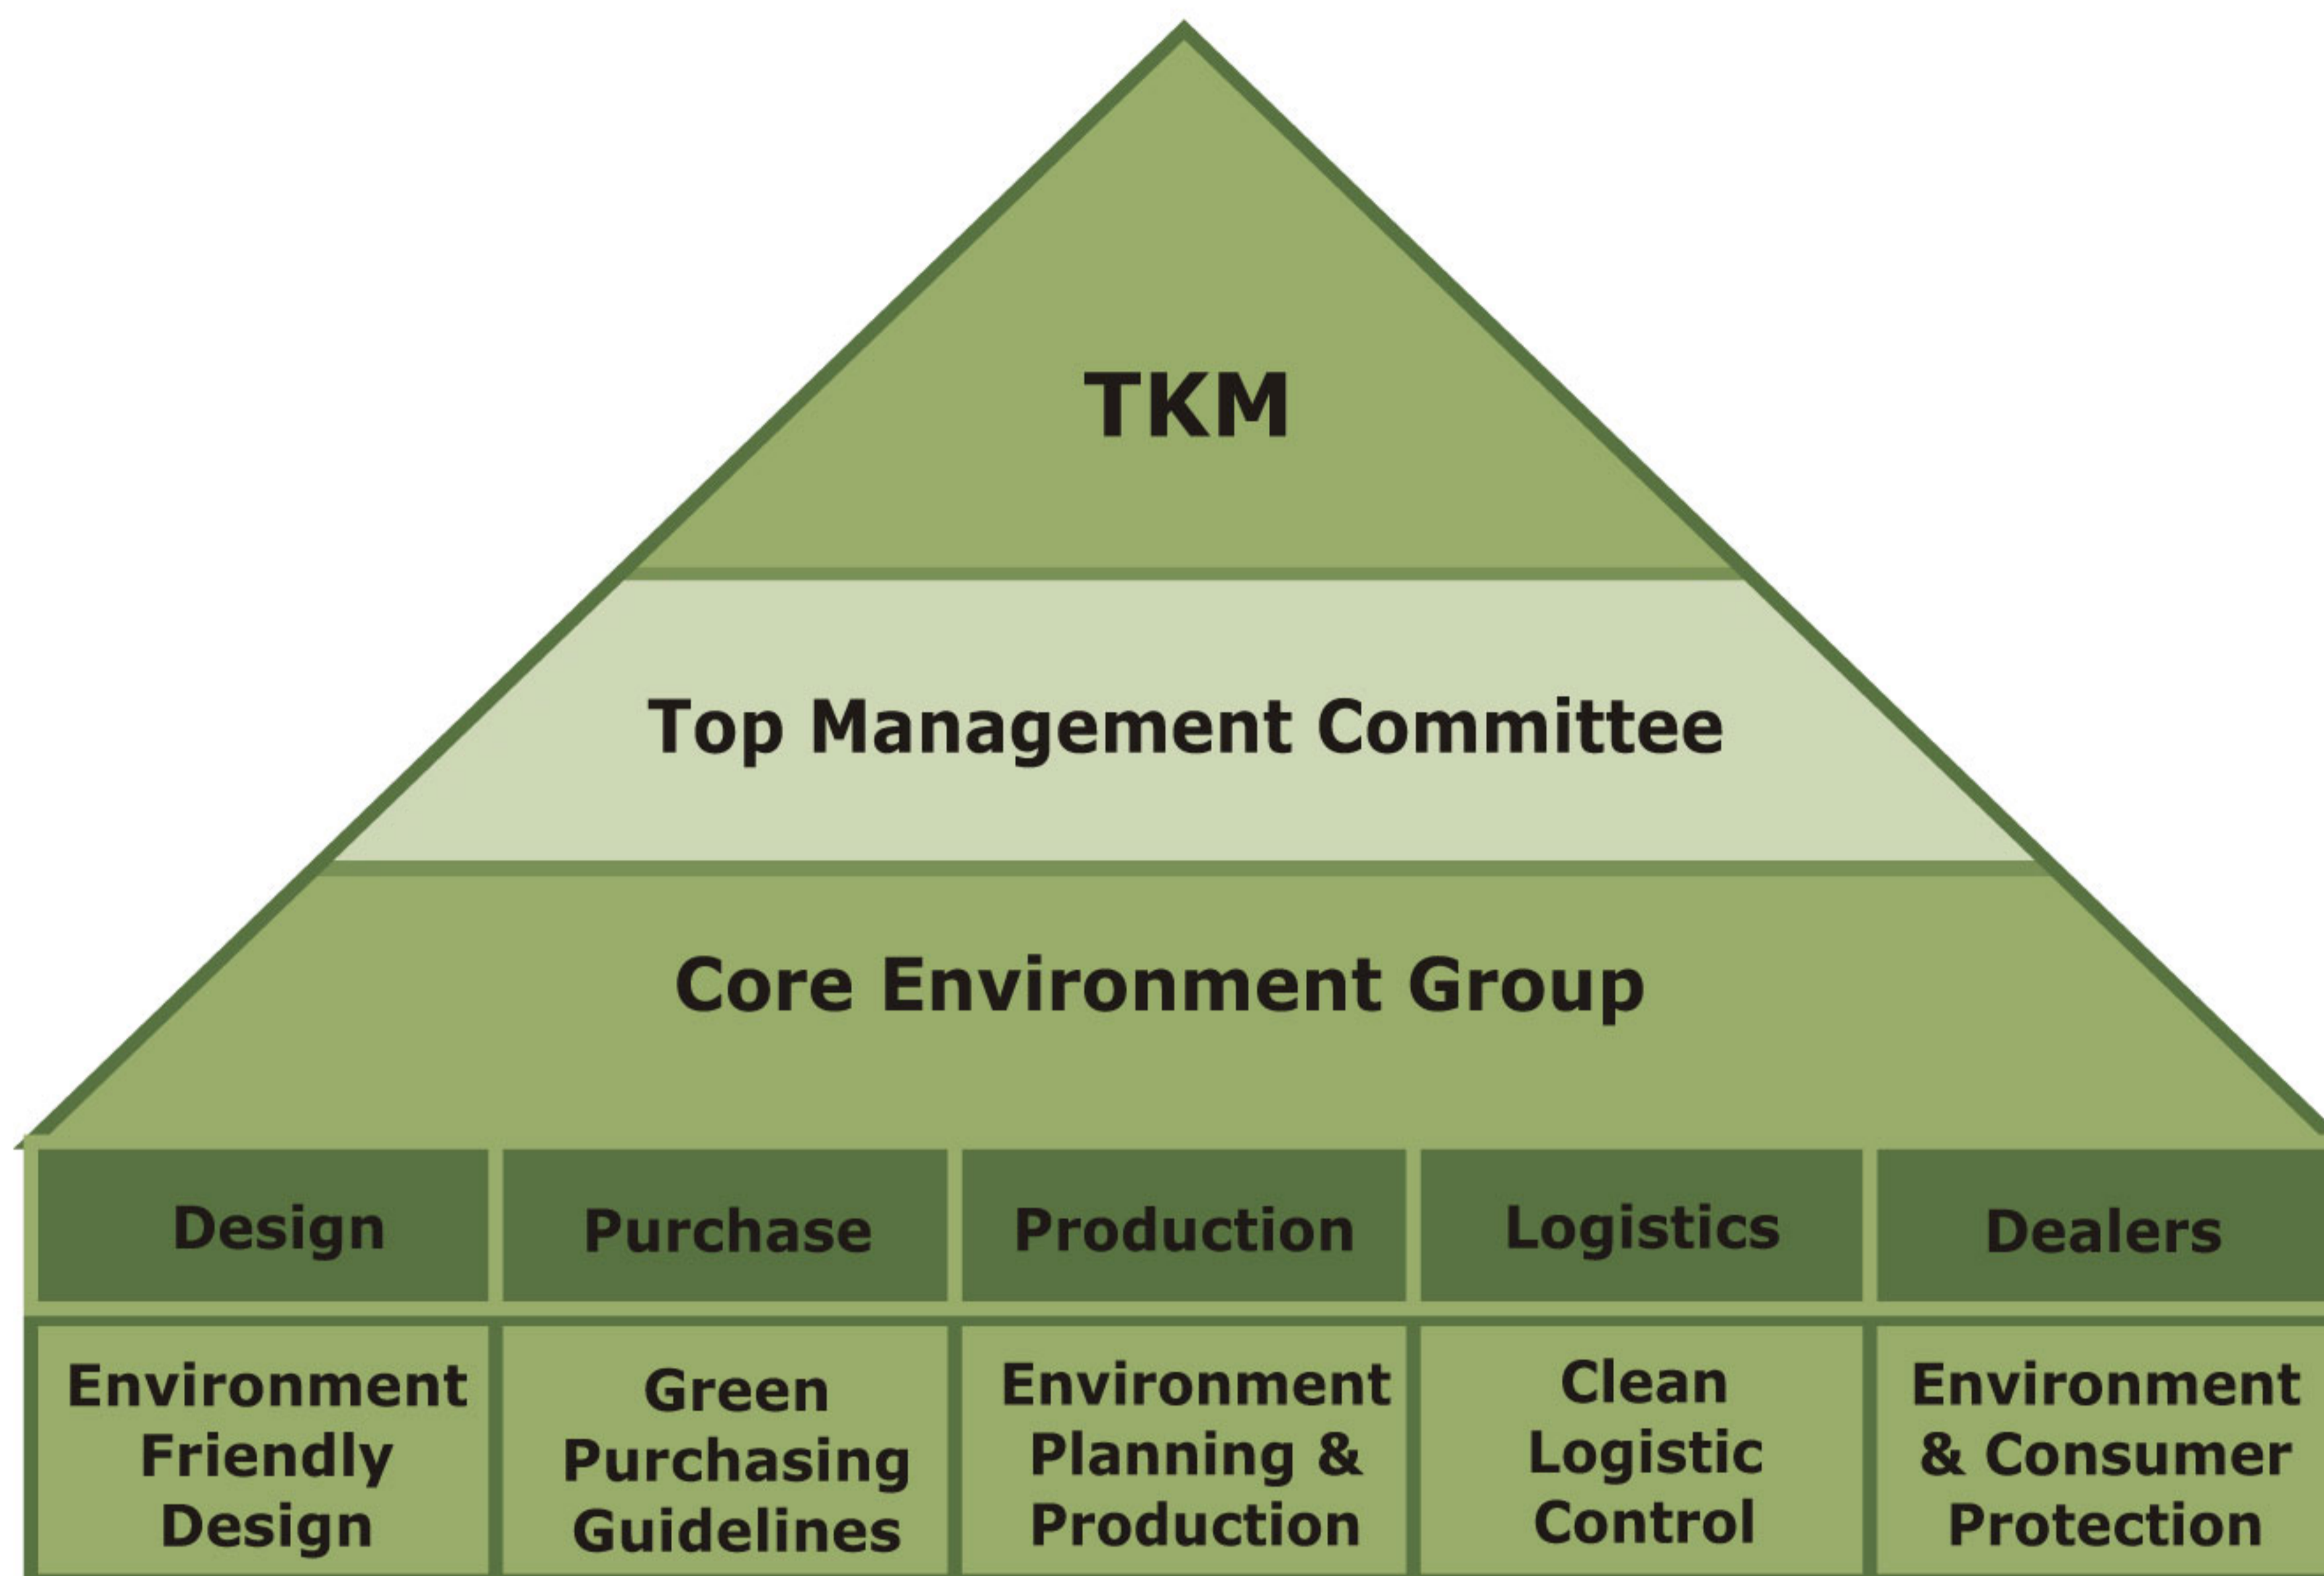 TKM
Top Management Committee
Core Environment Group
Design
Purchase
Production
Logistics
Dealers
Environment
Friendly
Design
Green
Purchasing
Guidelines
Environment
Planning &
Production
Clean
Logistic
Control
Environment
& Consumer
Protection